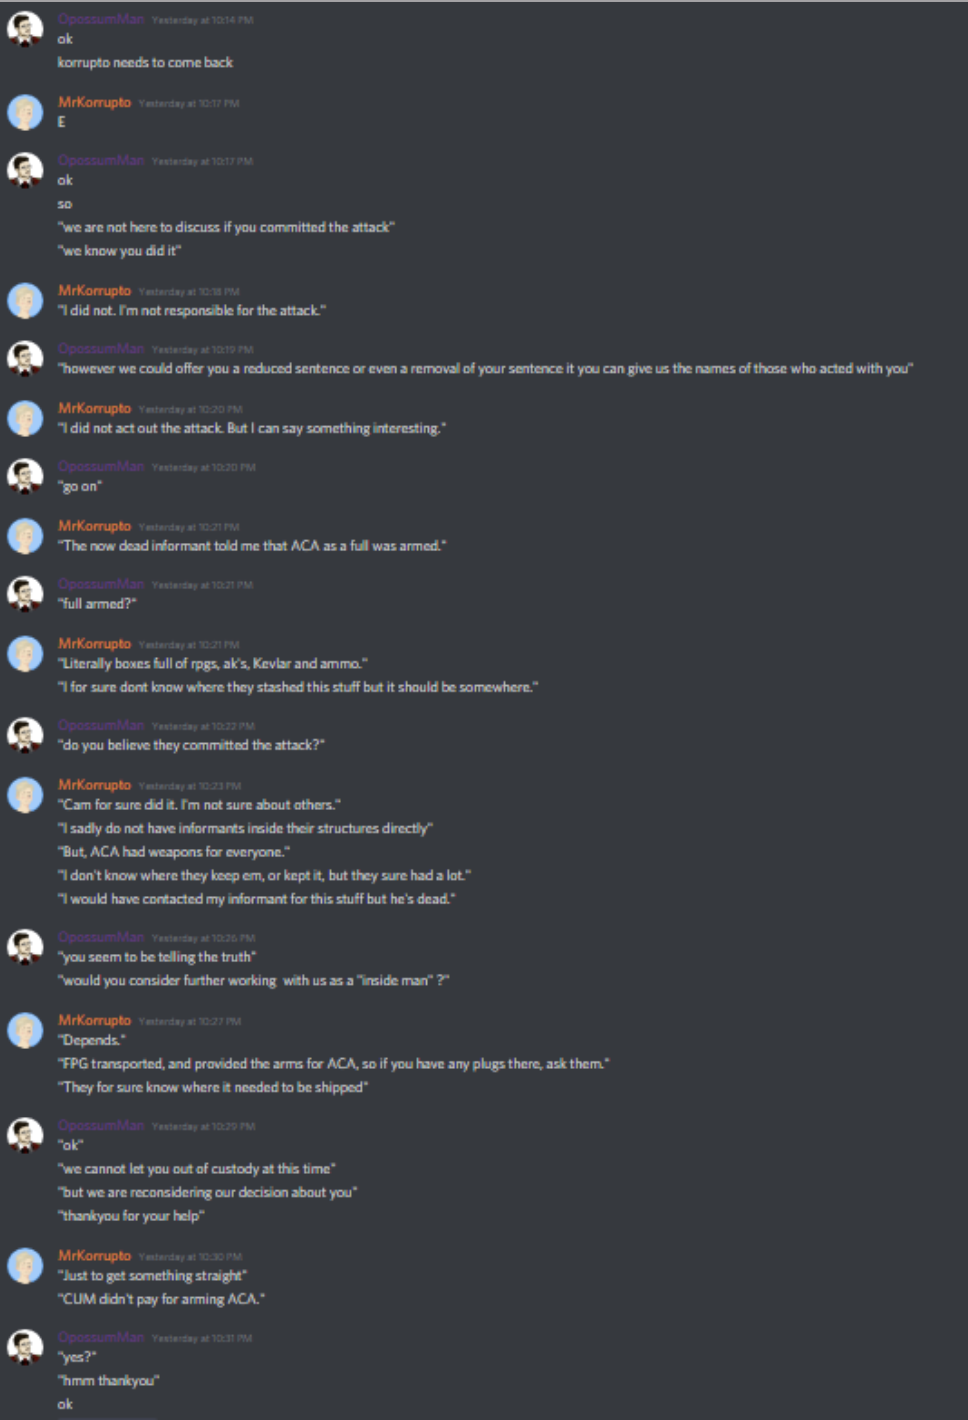 OpossumMan Yesterday at 10:14 PM
ok
korrupto needs to come back
MrKorrupto Yesterday at 10:17 PM
E
OpossumMan Yesterday at 10:17 PM
ok
so
"we are not here to discuss if you committed the attack"
"we know you did it"
MrKorrupto Yesterday at 10:18 PM
"I did not. I'm not responsible for the attack."
OpossumMan Yesterday at 10:19 PM
"however we could offer you a reduced sentence or even a removal of your sentence it you can give us the names of those who acted with you"
MrKorrupto Yesterday at 10:20 PM
"I did not act out the attack. But I can say something interesting."
OpossumMan Yesterday at 10:20 PM
"go on"
MrKorrupto Yesterday at 10:21 PM
"The now dead informant told me that ACA as a full was armed."
OpossumMan Yesterday at 10:21 PM
"full armed?"
MrKorrupto Yesterday at 10:21 PM
"Literally boxes full of rpgs, ak's, Kevlar and ammo."
"I for sure dont know where they stashed this stuff but it should be somewhere."
OpossumMan Yesterday at 10:22 PM
"do you believe they committed the attack?"
MrKorrupto Yesterday at 10:23 PM
"Cam for sure did it. I'm not sure about others."
"I sadly do not have informants inside their structures directly"
"But, ACA had weapons for everyone."
"I don't know where they keep em, or kept it, but they sure had a lot."
"I would have contacted my informant for this stuff but he's dead."
OpossumMan Yesterday at 10:26 PM
"you seem to be telling the truth"
"would you consider further working with us as a "inside man" ?"
MrKorrupto Yesterday at 10:27 PM
"Depends."
"FPG transported, and provided the arms for ACA, so if you have any plugs there, ask them."
"They for sure know where it needed to be shipped"
OpossumMan Yesterday at 10:29 PM
"ok"
"we cannot let you out of custody at this time"
"but we are reconsidering our decision about you"
"thankyou for your help"
MrKorrupto Yesterday at 10:30 PM
"Just to get something straight"
"CUM didn't pay for arming ACA."
OpossumMan Yesterday at 10:31 PM
"yes?"
"hmm thankyou"
ok